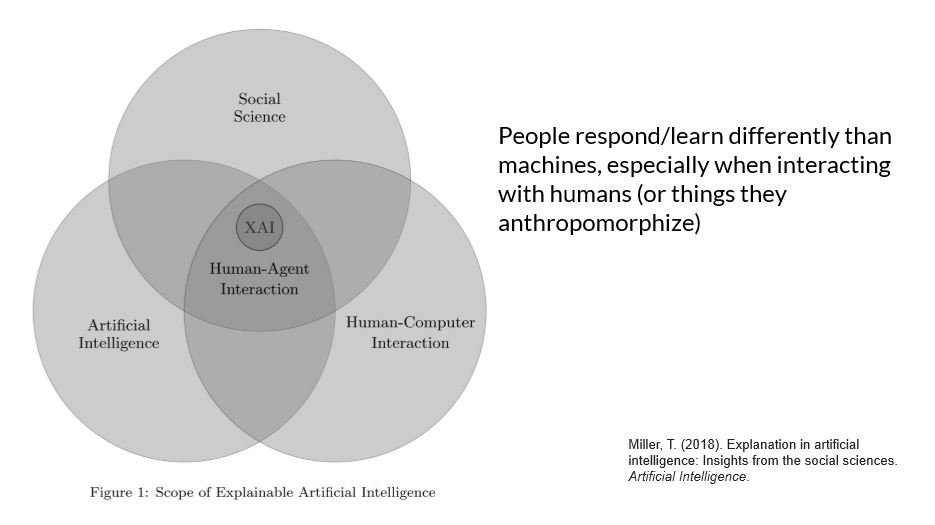 Social
Science
XAI
Human-Agent
Interaction
Artificial
Intelligence
Human-Computer
Interaction
Figure 1: Scope of Explainable Artificial Intelligence
People respond/learn differently than
machines, especially when interacting
with humans (or things they
anthropomorphize)
Miller, T. (2018). Explanation in artificial
intelligence: Insights from the social sciences.
Artificial Intelligence.